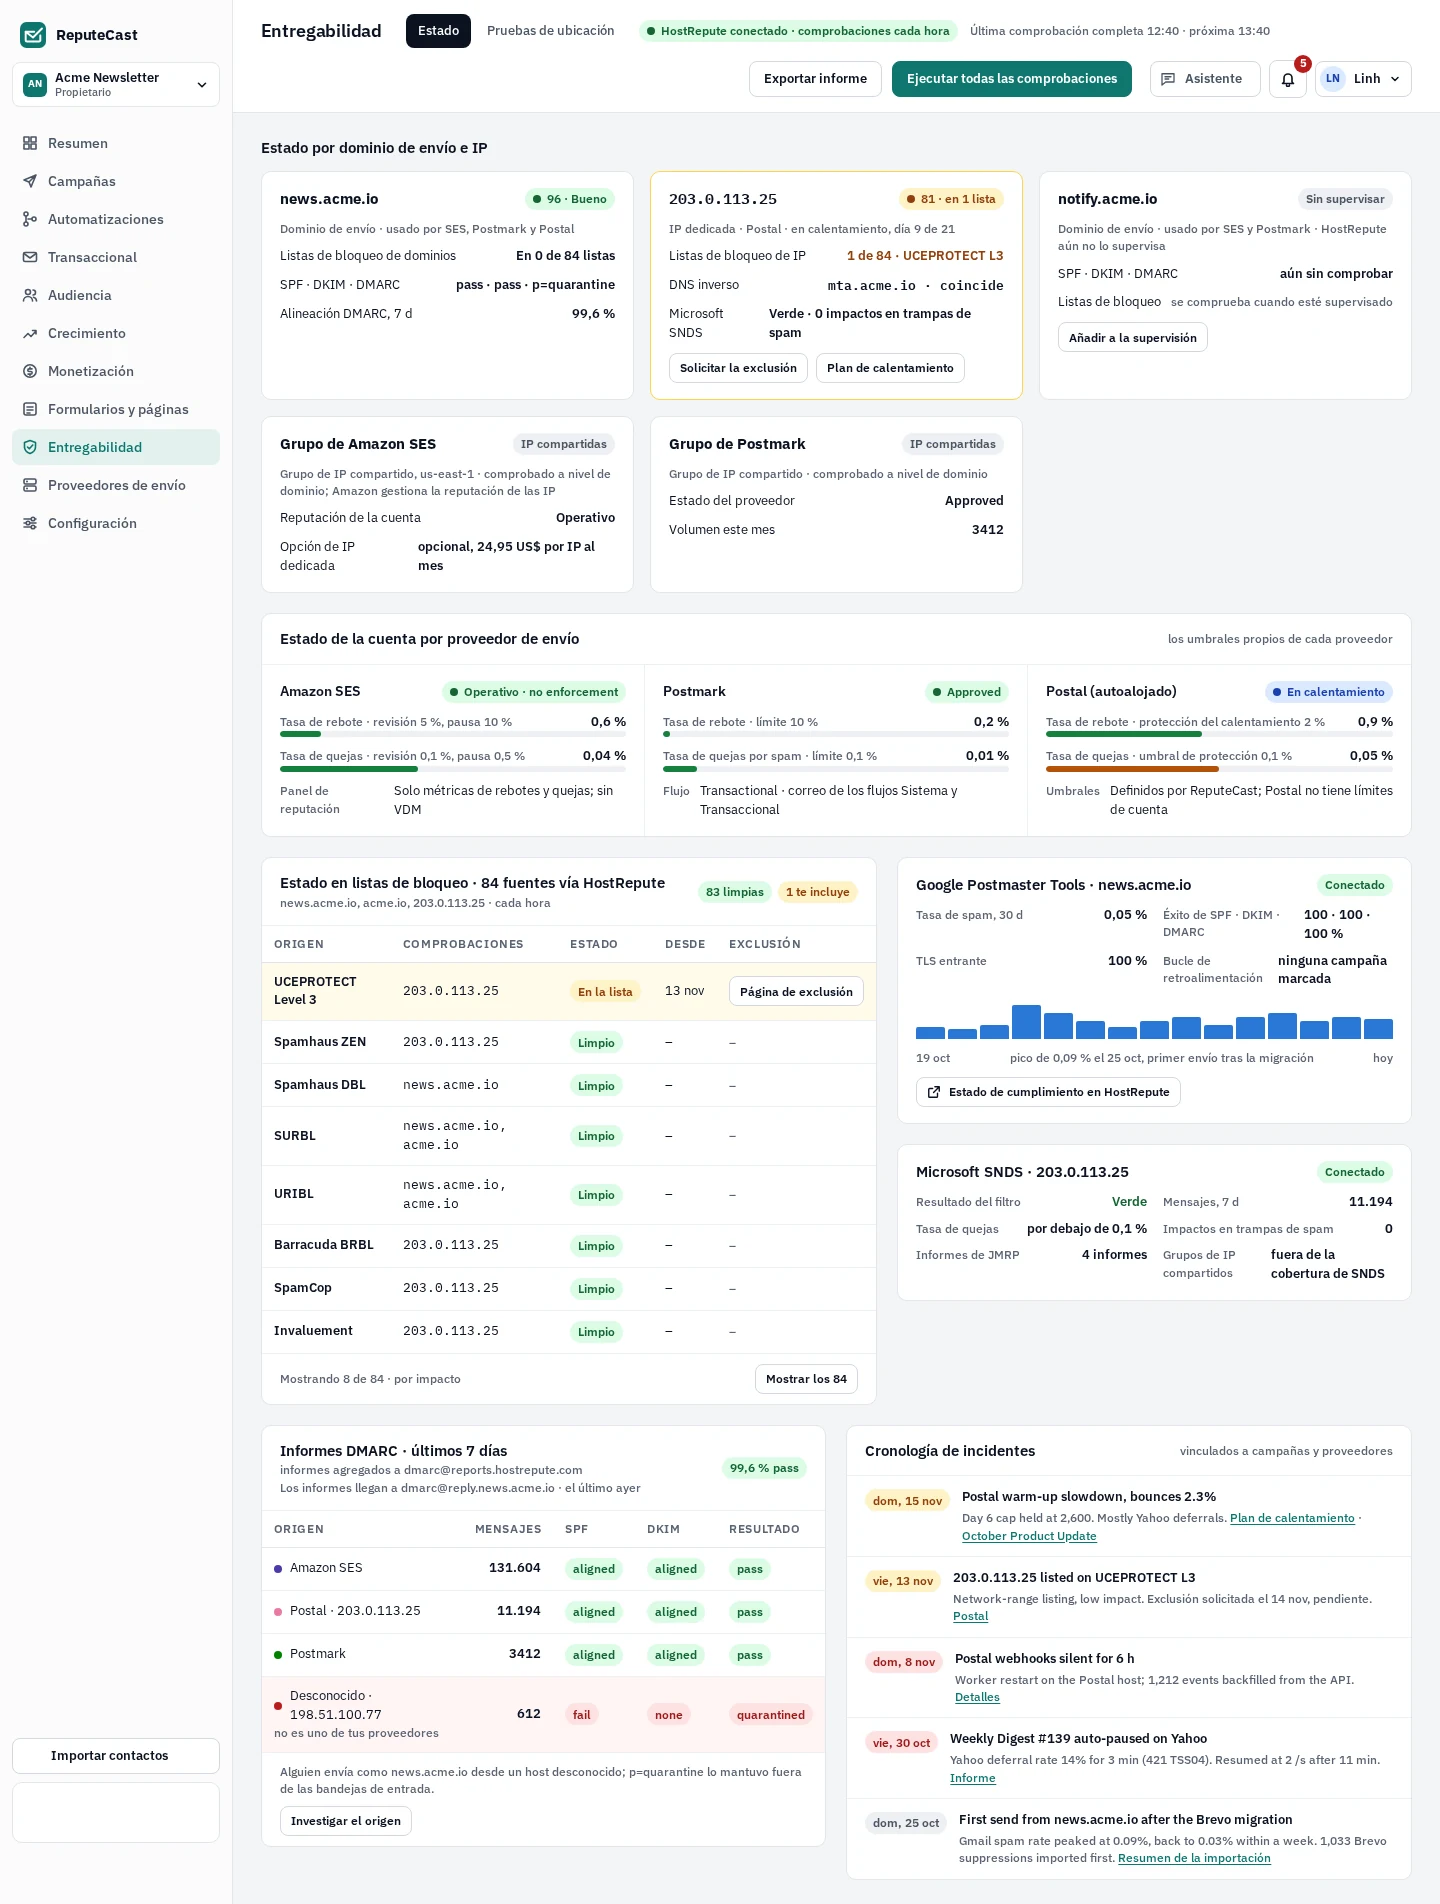 ReputeCast
AN
Acme Newsletter
Propietario
Resumen
Campañas
Automatizaciones
Transaccional
Audiencia
Crecimiento
Monetización
Formularios y páginas
Entregabilidad
Proveedores de envío
Configuración
Importar contactos
Entregabilidad
Estado
Pruebas de ubicación
HostRepute conectado · comprobaciones cada hora
Última comprobación completa 12:40 · próxima 13:40
Exportar informe
Ejecutar todas las comprobaciones
Asistente
5
LN
Linh
Estado por dominio de envío e IP
news.acme.io
96 · Bueno
Dominio de envío · usado por SES, Postmark y Postal
Listas de bloqueo de dominios
En 0 de 84 listas
SPF · DKIM · DMARC
pass · pass · p=quarantine
Alineación DMARC, 7 d
99,6 %
203.0.113.25
81 · en 1 lista
IP dedicada · Postal · en calentamiento, día 9 de 21
Listas de bloqueo de IP
1 de 84 · UCEPROTECT L3
DNS inverso
mta.acme.io · coincide
Microsoft
SNDS
Verde · 0 impactos en trampas de
spam
Solicitar la exclusión
Plan de calentamiento
notify.acme.io
Sin supervisar
Dominio de envío · usado por SES y Postmark · HostRepute
aún no lo supervisa
SPF · DKIM · DMARC
aún sin comprobar
Listas de bloqueo
se comprueba cuando esté supervisado
Añadir a la supervisión
Grupo de Amazon SES
IP compartidas
Grupo de IP compartido, us-east-1 · comprobado a nivel de
dominio; Amazon gestiona la reputación de las IP
Reputación de la cuenta
Operativo
Opción de IP
dedicada
opcional, 24,95 US$ por IP al
mes
Grupo de Postmark
IP compartidas
Grupo de IP compartido · comprobado a nivel de dominio
Estado del proveedor
Approved
Volumen este mes
3412
Estado de la cuenta por proveedor de envío
los umbrales propios de cada proveedor
Amazon SES
Operativo · no enforcement
Tasa de rebote · revisión 5 %, pausa 10 %
0,6 %
Tasa de quejas · revisión 0,1 %, pausa 0,5 %
0,04 %
Panel de
reputación
Solo métricas de rebotes y quejas; sin
VDM
Postmark
Approved
Tasa de rebote · límite 10 %
0,2 %
Tasa de quejas por spam · límite 0,1 %
0,01 %
Flujo
Transactional · correo de los flujos Sistema y
Transaccional
Postal (autoalojado)
En calentamiento
Tasa de rebote · protección del calentamiento 2 %
0,9 %
Tasa de quejas · umbral de protección 0,1 %
0,05 %
Umbrales
Definidos por ReputeCast; Postal no tiene límites
de cuenta
Estado en listas de bloqueo · 84 fuentes vía HostRepute
news.acme.io, acme.io, 203.0.113.25 · cada hora
83 limpias
1 te incluye
ORIGEN
COMPROBACIONES
ESTADO
DESDE
EXCLUSIÓN
UCEPROTECT
Level 3
203.0.113.25
En la lista
13 nov
Página de exclusión
Spamhaus ZEN
203.0.113.25
Limpio
–
–
Spamhaus DBL
news.acme.io
Limpio
–
–
SURBL
news.acme.io,
acme.io
Limpio
–
–
URIBL
news.acme.io,
acme.io
Limpio
–
–
Barracuda BRBL
203.0.113.25
Limpio
–
–
SpamCop
203.0.113.25
Limpio
–
–
Invaluement
203.0.113.25
Limpio
–
–
Mostrando 8 de 84 · por impacto
Mostrar los 84
Google Postmaster Tools · news.acme.io
Conectado
Tasa de spam, 30 d
0,05 %
Éxito de SPF · DKIM ·
DMARC
100 · 100 ·
100 %
TLS entrante
100 %
Bucle de
retroalimentación
ninguna campaña
marcada
19 oct
pico de 0,09 % el 25 oct, primer envío tras la migración
hoy
Estado de cumplimiento en HostRepute
Microsoft SNDS · 203.0.113.25
Conectado
Resultado del filtro
Verde
Mensajes, 7 d
11.194
Tasa de quejas
por debajo de 0,1 %
Impactos en trampas de spam
0
Informes de JMRP
4 informes
Grupos de IP
compartidos
fuera de la
cobertura de SNDS
Informes DMARC · últimos 7 días
informes agregados a dmarc@reports.hostrepute.com
Los informes llegan a dmarc@reply.news.acme.io · el último ayer
99,6 % pass
ORIGEN
MENSAJES
SPF
DKIM
RESULTADO
Amazon SES
131.604
aligned
aligned
pass
Postal · 203.0.113.25
11.194
aligned
aligned
pass
Postmark
3412
aligned
aligned
pass
Desconocido ·
198.51.100.77
no es uno de tus proveedores
612
fail
none
quarantined
Alguien envía como news.acme.io desde un host desconocido; p=quarantine lo mantuvo fuera
de las bandejas de entrada.
Investigar el origen
Cronología de incidentes
vinculados a campañas y proveedores
dom, 15 nov
Postal warm-up slowdown, bounces 2.3%
Day 6 cap held at 2,600. Mostly Yahoo deferrals. Plan de calentamiento ·
October Product Update
vie, 13 nov
203.0.113.25 listed on UCEPROTECT L3
Network-range listing, low impact. Exclusión solicitada el 14 nov, pendiente.
Postal
dom, 8 nov
Postal webhooks silent for 6 h
Worker restart on the Postal host; 1,212 events backfilled from the API.
Detalles
vie, 30 oct
Weekly Digest #139 auto-paused on Yahoo
Yahoo deferral rate 14% for 3 min (421 TSS04). Resumed at 2 /s after 11 min.
Informe
dom, 25 oct
First send from news.acme.io after the Brevo migration
Gmail spam rate peaked at 0.09%, back to 0.03% within a week. 1,033 Brevo
suppressions imported first. Resumen de la importación